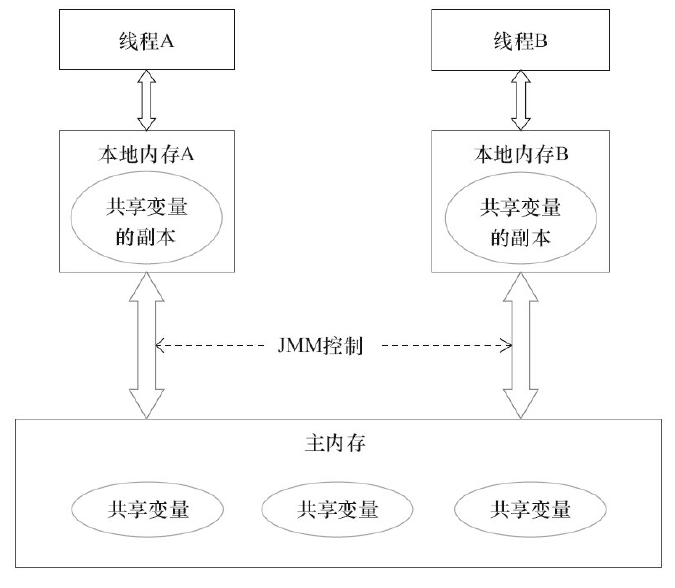 线程A
线程B
本地内存A
共享变量
的副本
本地内存B
共享变量
的副本
JMM控制
主内存
共享变量
共享变量
共享变量